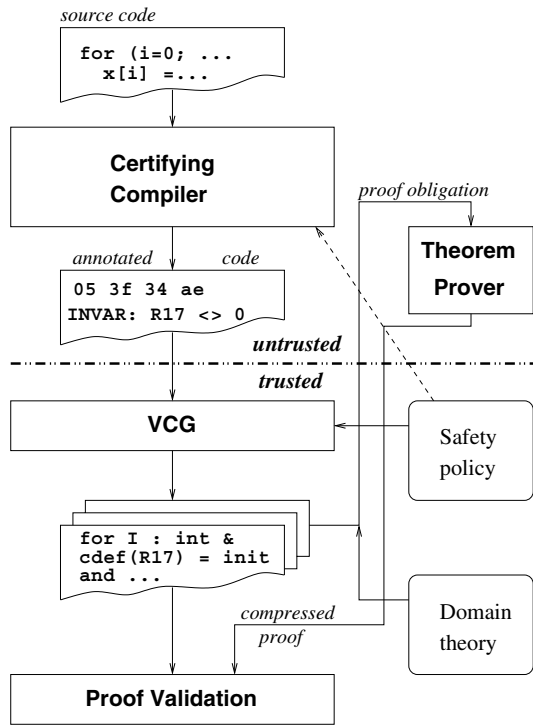 source code
for (i=0; ...
x[i] =...
Certifying
Compiler
proof obligation
annotated code
Theorem
Prover
05 3f 34 ae
INVAR: R17 <> 0
untrusted
trusted
VCG
Safety
policy
for I : int &
cdef(R17) = init
and ...
Domain
theory
compressed
proof
Proof Validation